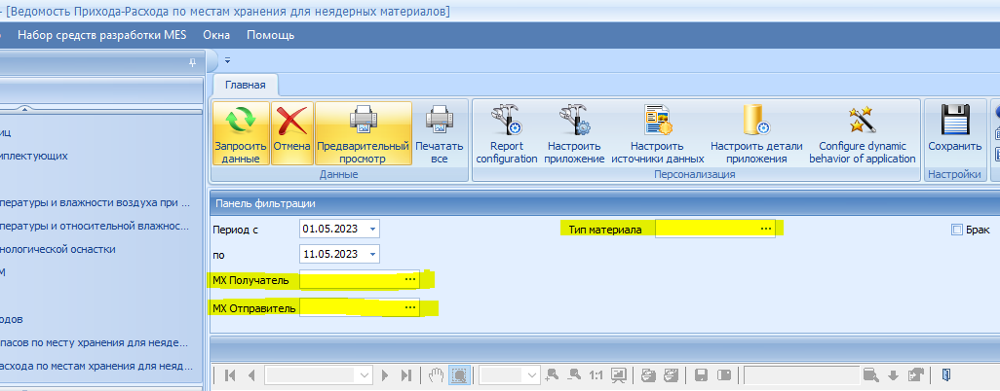 - [Ведомость Прихода-Расхода по местам хранения для неядерных материалов]
Набор средств разработки MES Окна Помощь
Главная
Запросить данные
Отмена
Предварительный просмотр
Печатать все
Данные
Report configuration
Настроить приложение
Настроить источники данных
Настроить детали приложения
Configure dynamic behavior of application
Персонализация
Сохранить
Настройки
иц
мплектующих
пературы и влажности воздуха при ...
пературы и относительной влажнос...
нологической оснастки
М
одов
пасов по месту хранения для неяде...
асхода по местам хранения для неяд...
Панель фильтрации
Период с 01.05.2023
Тип материала ...
Брак
по 11.05.2023
МХ Получатель ...
МХ Отправитель ...
1:1